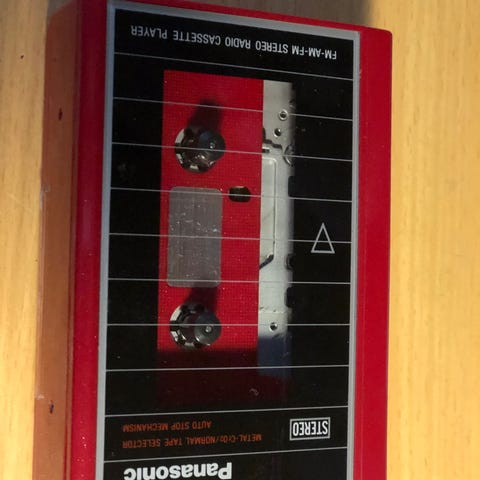 Panasonic
STEREO
METAL·CrO2/NORMAL TAPE SELECTOR
AUTO STOP MECHANISM
FM-AM-FM STEREO RADIO CASSETTE PLAYER